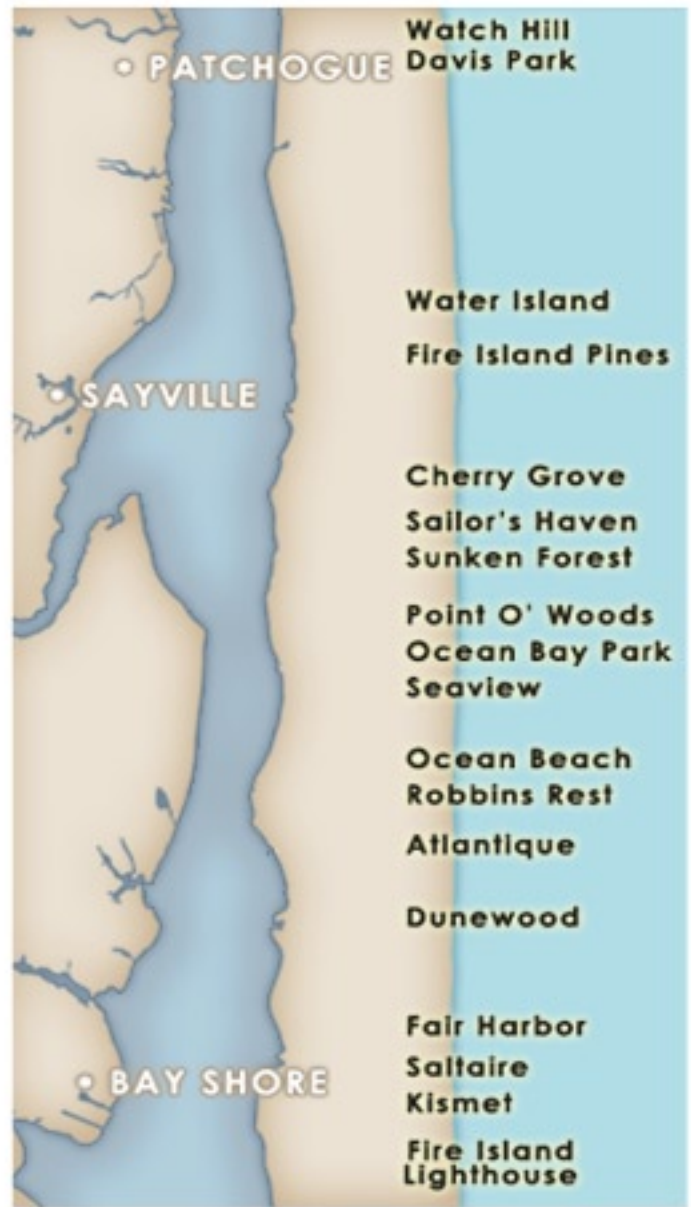 Watch Hill
PATCHOGUE
Davis Park
Water Island
Fire Island Pines
SAYVILLE
Cherry Grove
Sailor's Haven
Sunken Forest
Point O' Woods
Ocean Bay Park
Seaview
Ocean Beach
Robbins Rest
Atlantique
Dunewood
Fair Harbor
Saltaire
BAY SHORE
Kismet
Fire Island
Lighthouse